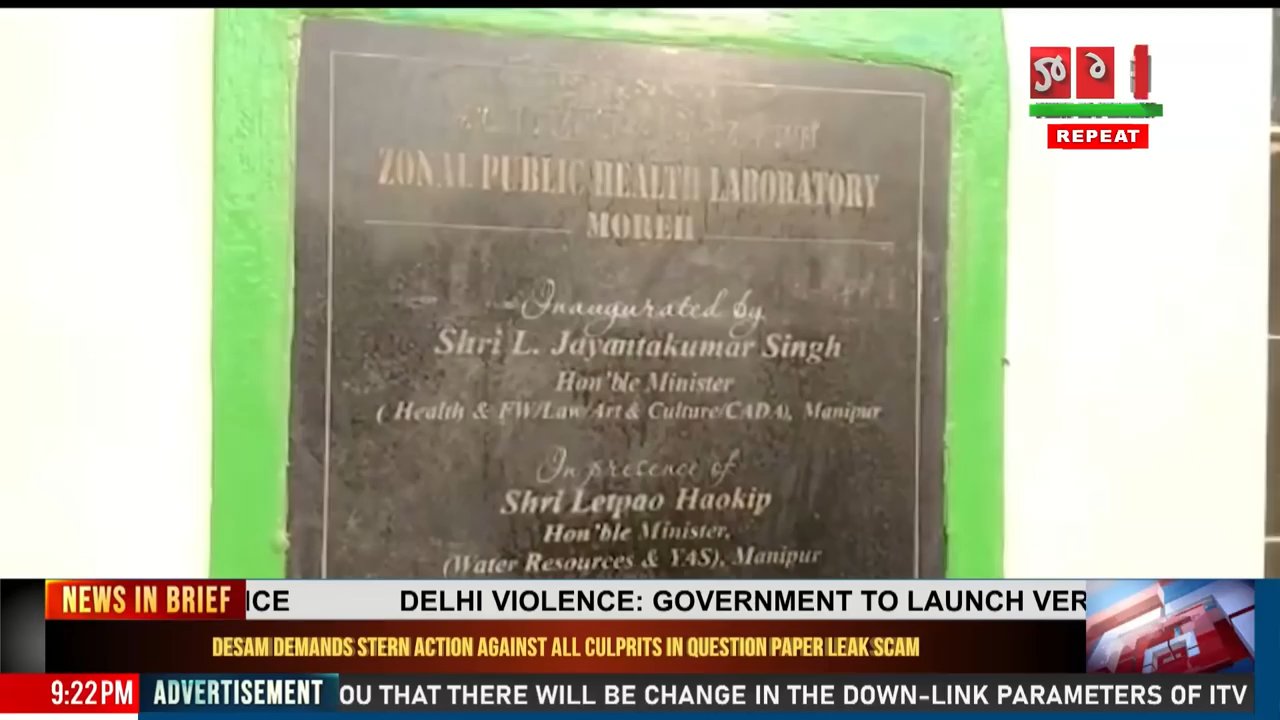 REPEAT
ZONAL PUBLIC HEALTH LABORATORY
MOREH
Inaugurated by
Shri L. Jayantakumar Singh
Hon'ble Minister
( Health & FW/Law/Art & Culture/CADA), Manipur
In presence of
Shri Letpao Haokip
Hon'ble Minister,
(Water Resources & YAS), Manipur
NEWS IN BRIEF
ICE DELHI VIOLENCE: GOVERNMENT TO LAUNCH VER
DESAM DEMANDS STERN ACTION AGAINST ALL CULPRITS IN QUESTION PAPER LEAK SCAM
9:22 PM ADVERTISEMENT OU THAT THERE WILL BE CHANGE IN THE DOWN-LINK PARAMETERS OF ITV